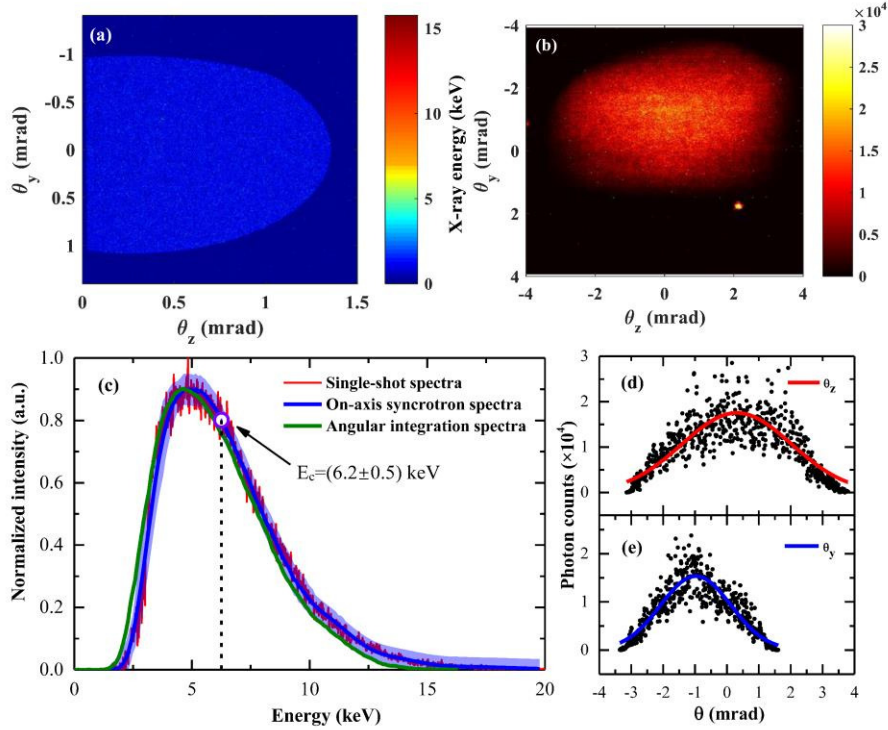 (a)
-1
-0.5
0
0.5
1
θy (mrad)
0 0.5 1 1.5
θz (mrad)
15
10
5
0
X-ray energy (keV)
(b)
-4
-2
0
2
4
θy (mrad)
-4 -2 0 2 4
θz (mrad)
×10⁴
3
2.5
2
1.5
1
0.5
0
(c)
1.0
0.8
0.6
0.4
0.2
0.0
Normalized intensity (a.u.)
Single-shot spectra
On-axis syncrotron spectra
Angular integration spectra
Ec=(6.2±0.5) keV
0 5 10 15 20
Energy (keV)
(d)
θz
3
2
1
0
Photon counts (×10⁴)
(e)
θy
2
1
0
-4 -3 -2 -1 0 1 2 3 4
θ (mrad)